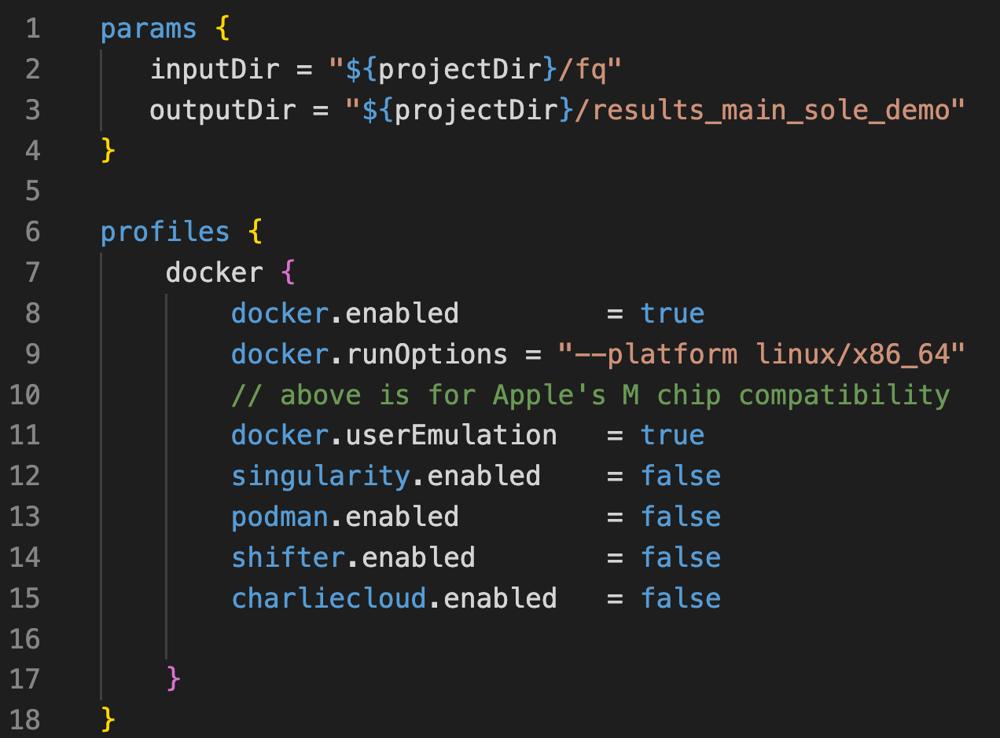 1 params {
2 inputDir = "${projectDir}/fq"
3 outputDir = "${projectDir}/results_main_sole_demo"
4 }
5
6 profiles {
7 docker {
8 docker.enabled = true
9 docker.runOptions = "--platform linux/x86_64"
10 // above is for Apple's M chip compatibility
11 docker.userEmulation = true
12 singularity.enabled = false
13 podman.enabled = false
14 shifter.enabled = false
15 charliecloud.enabled = false
16
17 }
18 }